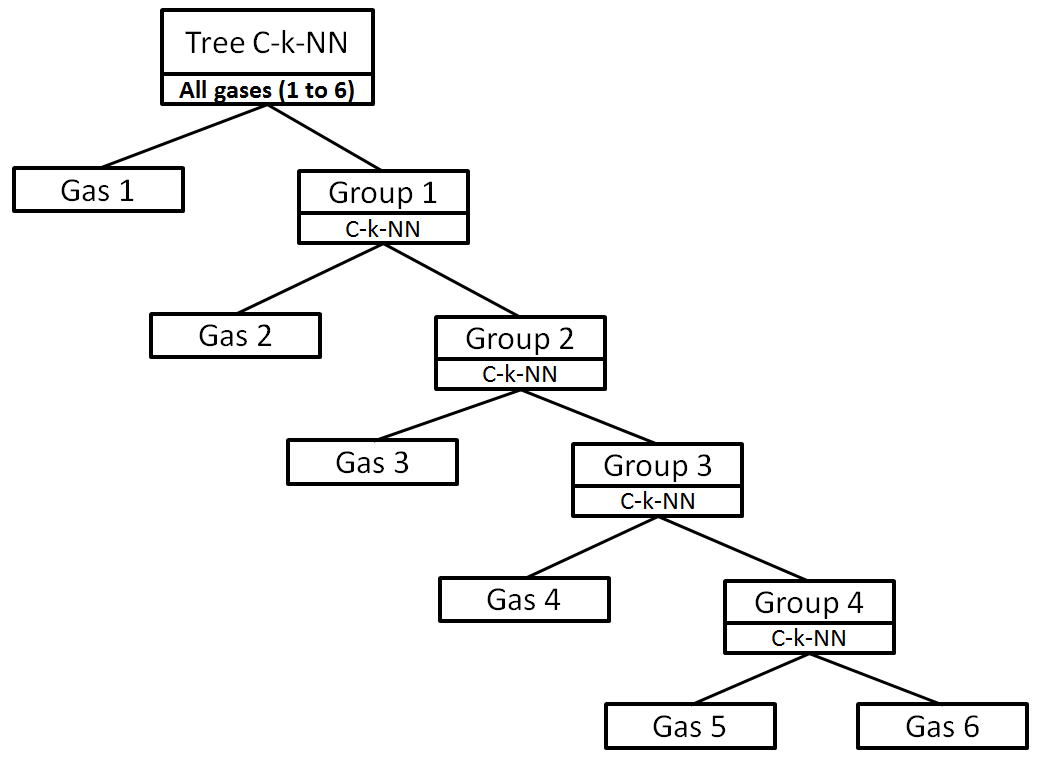 Tree C-k-NN
All gases (1 to 6)
Gas 1
Group 1
C-k-NN
Gas 2
Group 2
C-k-NN
Gas 3
Group 3
C-k-NN
Gas 4
Group 4
C-k-NN
Gas 5
Gas 6